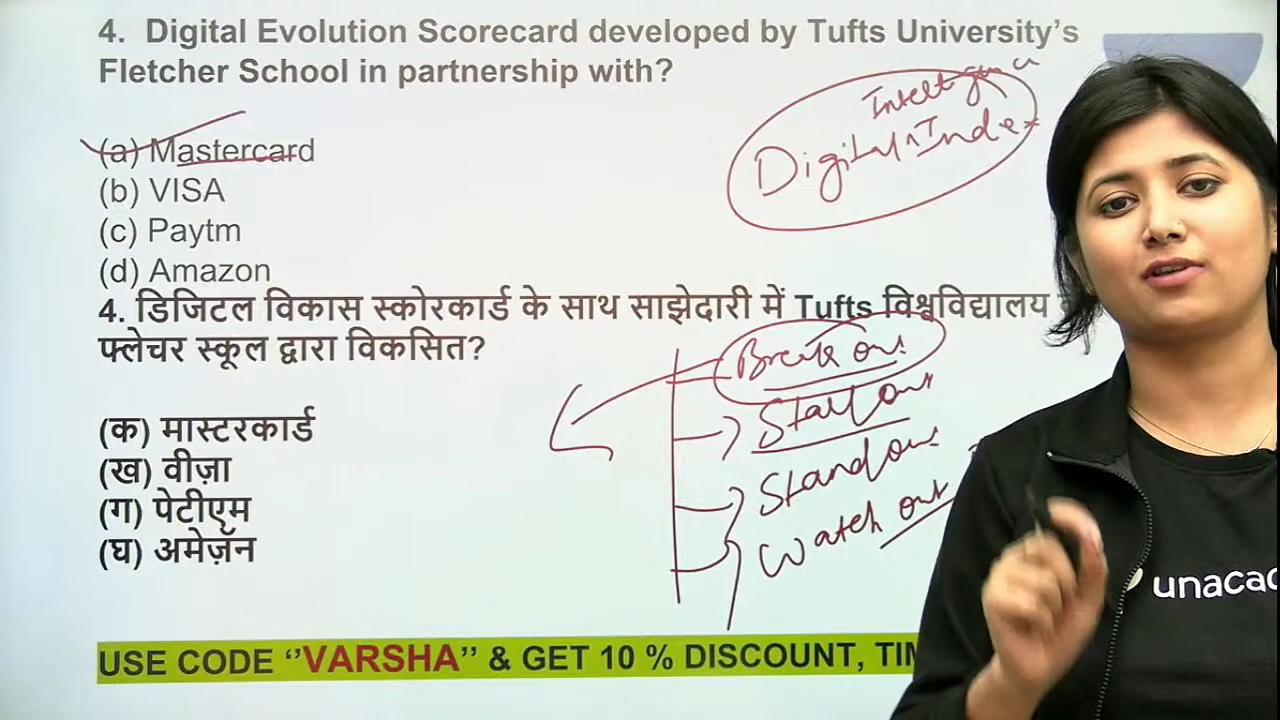 4. Digital Evolution Scorecard developed by Tufts University's
Fletcher School in partnership with?
(a) Mastercard
(b) VISA
(c) Paytm
(d) Amazon
Intelligence
Digital ^ Index
4. डिजिटल विकास स्कोरकार्ड के साथ साझेदारी में Tufts विश्वविद्यालय
फ्लेचर स्कूल द्वारा विकसित?
(क) मास्टरकार्ड
(ख) वीज़ा
(ग) पेटीएम
(घ) अमेज़ॅन
Break out
Stall out
Stand out
Watch out
unacad
USE CODE “VARSHA” & GET 10 % DISCOUNT, TIM